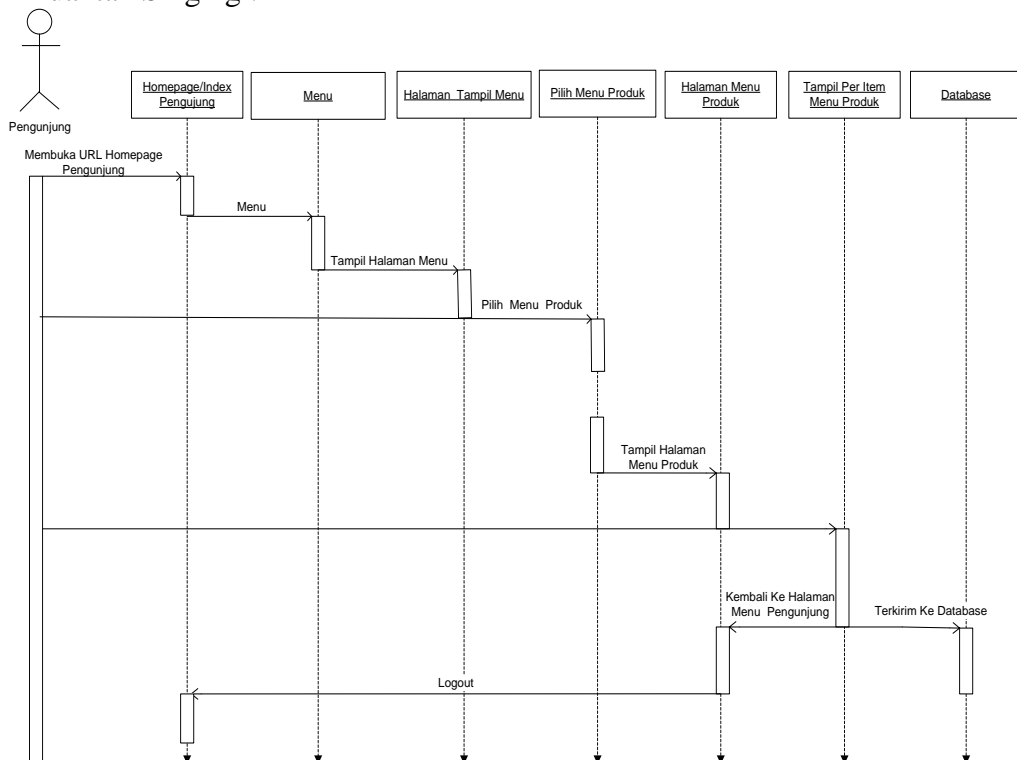 Homepage/Index
Pengujung
Menu
Halaman Tampil Menu
Pilih Menu Produk
Halaman Menu
Produk
Tampil Per Item
Menu Produk
Database
Pengunjung
Membuka URL Homepage
Pengunjung
Menu
Tampil Halaman Menu
Pilih Menu Produk
Tampil Halaman
Menu Produk
Kembali Ke Halaman
Menu Pengunjung
Terkirim Ke Database
Logout